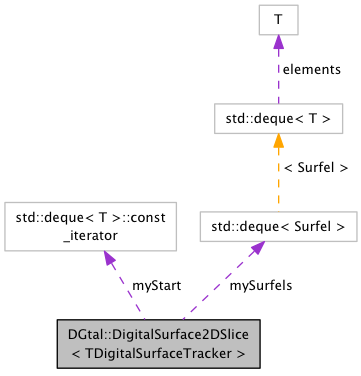 T
elements
std::deque< T >
< Surfel >
std::deque< T >::const
_iterator
std::deque< Surfel >
myStart
mySurfels
DGtal::DigitalSurface2DSlice
< TDigitalSurfaceTracker >